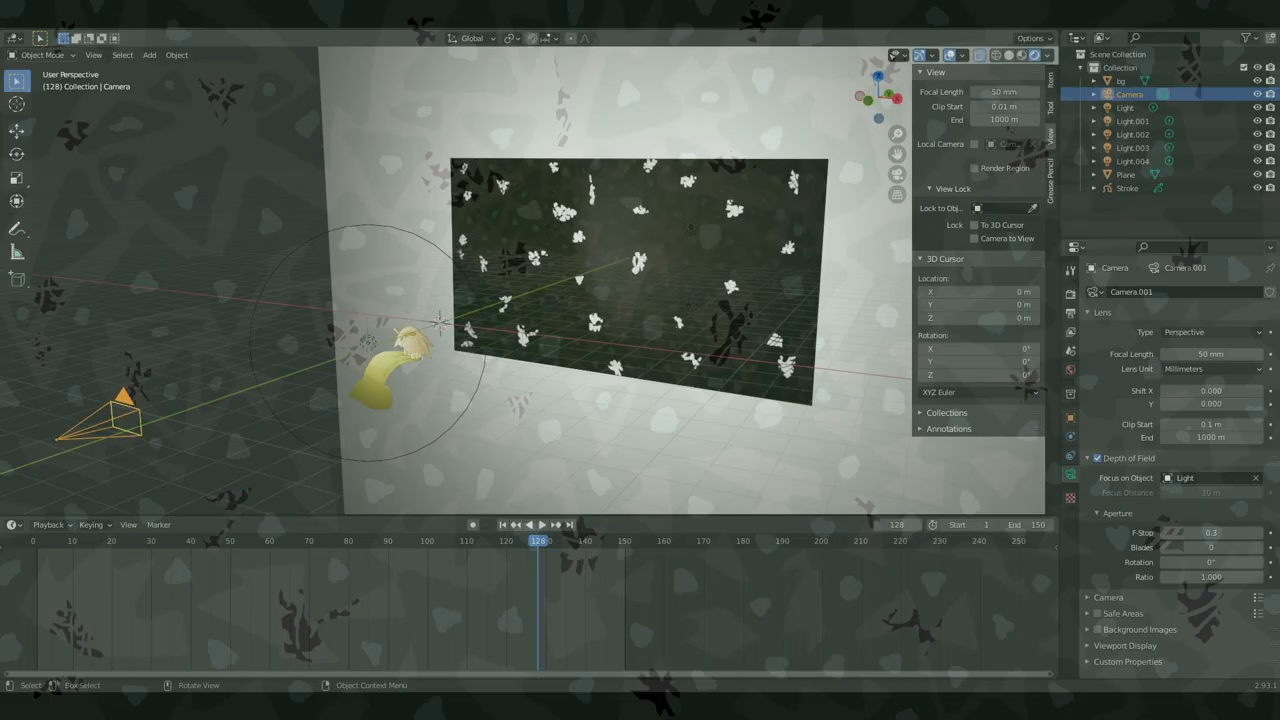 Global
Options
Object Mode View Select Add Object
User Perspective
(128) Collection | Camera
View
Focal Length 50 mm
Clip Start 0.01 m
End 1000 m
Local Camera
Render Region
View Lock
Lock to Obj...
Lock To 3D Cursor
Camera to View
3D Cursor
Location:
X 0 m
Y 0 m
Z 0 m
Rotation:
X 0°
Y 0°
Z 0°
XYZ Euler
Collections
Annotations
Item
Tool
View
Grease Pencil
Scene Collection
Collection
bg
Camera
Light
Light.001
Light.002
Light.003
Light.004
Plane
Stroke
Camera Camera.001
Camera.001
Lens
Type Perspective
Focal Length 50 mm
Lens Unit Millimeters
Shift X 0.000
Y 0.000
Clip Start 0.1 m
End 1000 m
Depth of Field
Focus on Object Light
Focus Distance 10 m
Aperture
F-Stop 0.3
Blades 0
Rotation 0°
Ratio 1.000
Camera
Safe Areas
Background Images
Viewport Display
Custom Properties
Playback Keying View Marker
128 Start 1 End 150
0 10 20 30 40 50 60 70 80 90 100 110 120 128 140 150 160 170 180 190 200 210 220 230 240 250
Select Box Select Rotate View Object Context Menu
2.93.1